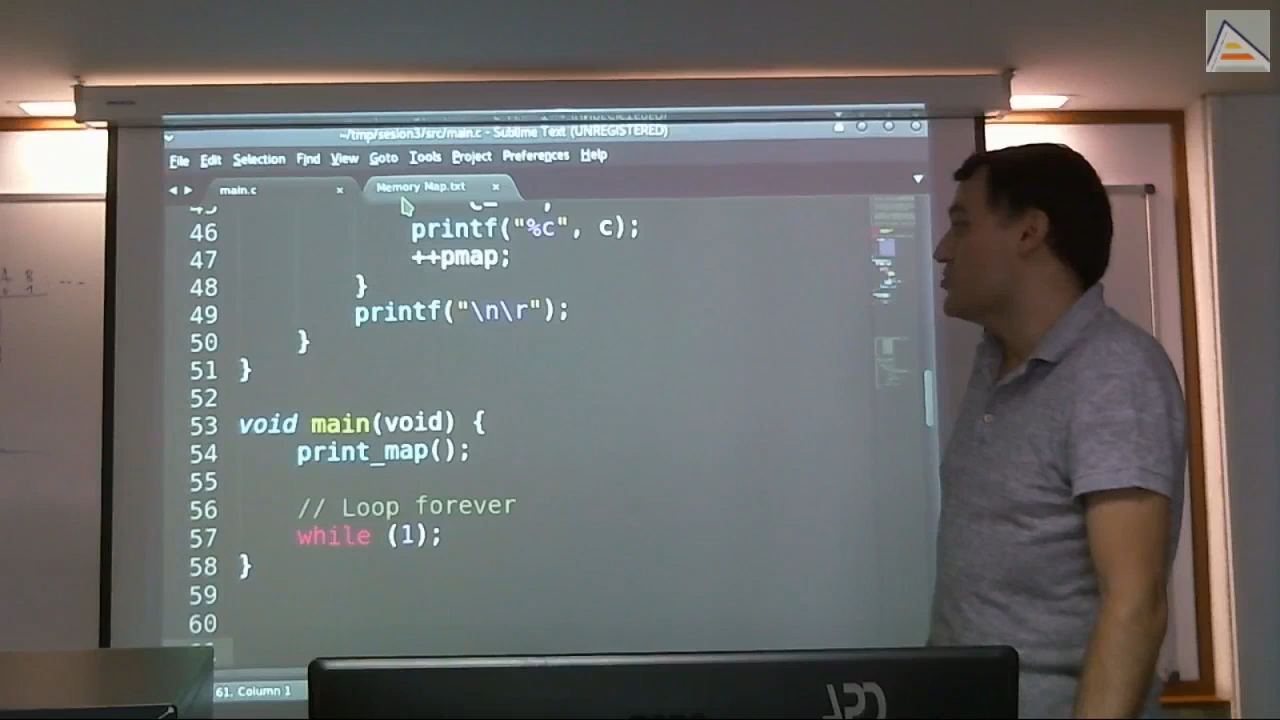 ~/tmp/sesion3/src/main.c - Sublime Text (UNREGISTERED)
File Edit Selection Find View Goto Tools Project Preferences Help
main.c × Memory Map.txt ×
46 printf("%c", c);
47 ++pmap;
48 }
49 printf("\n\r");
50 }
51 }
52
53 void main(void) {
54 print_map();
55
56 // Loop forever
57 while (1);
58 }
59
60
61, Column 1